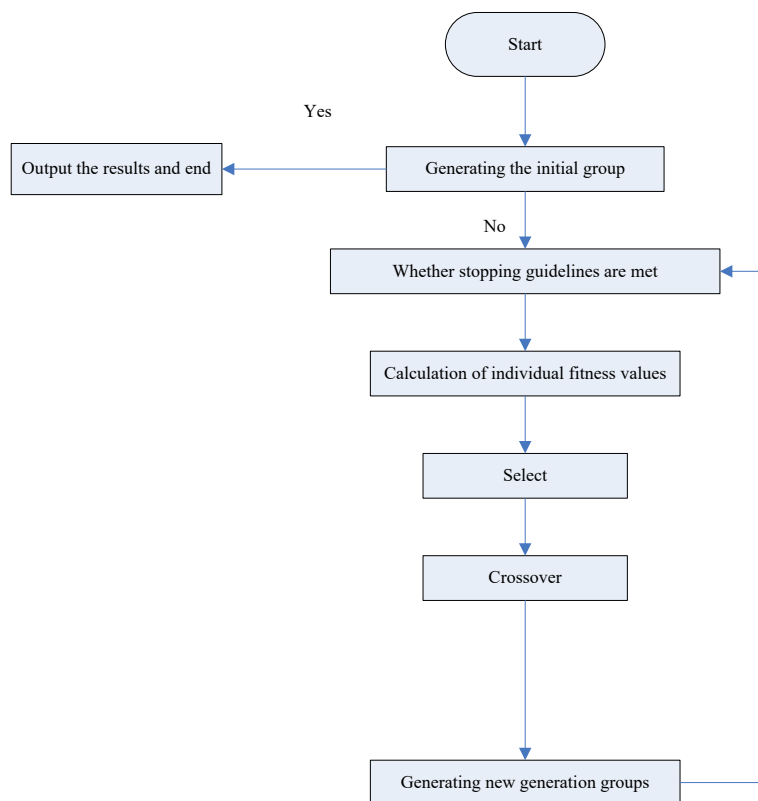 Start
Yes
Output the results and end
Generating the initial group
No
Whether stopping guidelines are met
Calculation of individual fitness values
Select
Crossover
Generating new generation groups